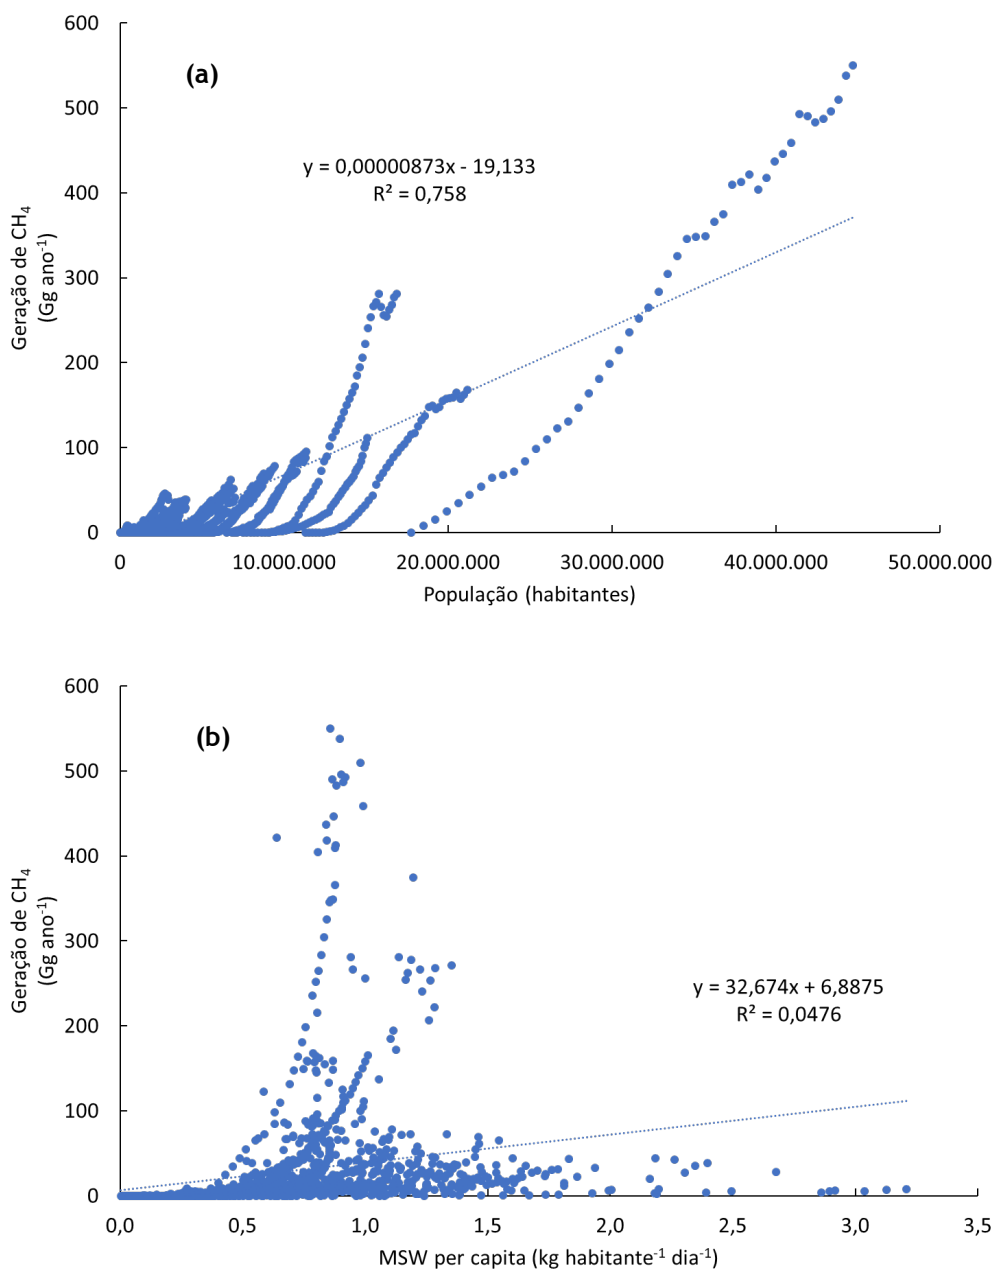 600
(a)
500
y = 0,00000873x - 19,133
R² = 0,758
400
Geração de CH₄
(Gg ano⁻¹)
300
200
100
0
0
10.000.000
20.000.000
30.000.000
40.000.000
50.000.000
População (habitantes)
600
(b)
500
400
Geração de CH₄
(Gg ano⁻¹)
300
y = 32,674x + 6,8875
R² = 0,0476
200
100
0
0,0
0,5
1,0
1,5
2,0
2,5
3,0
3,5
MSW per capita (kg habitante⁻¹ dia⁻¹)